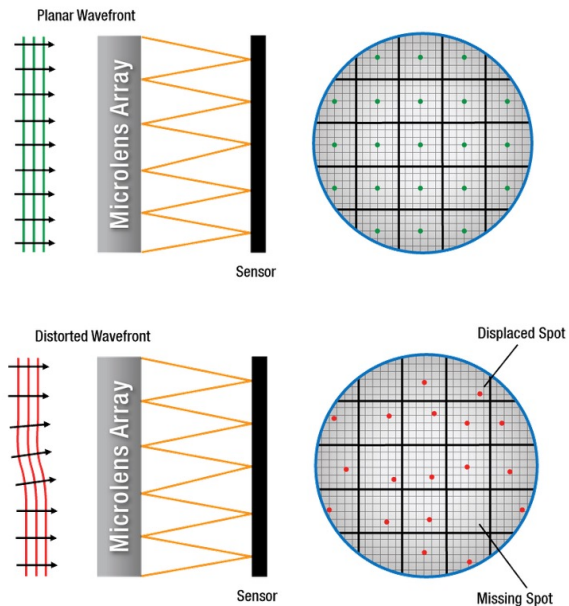 Planar Wavefront
Microlens Array
Sensor
Distorted Wavefront
Displaced Spot
Microlens Array
Sensor
Missing Spot